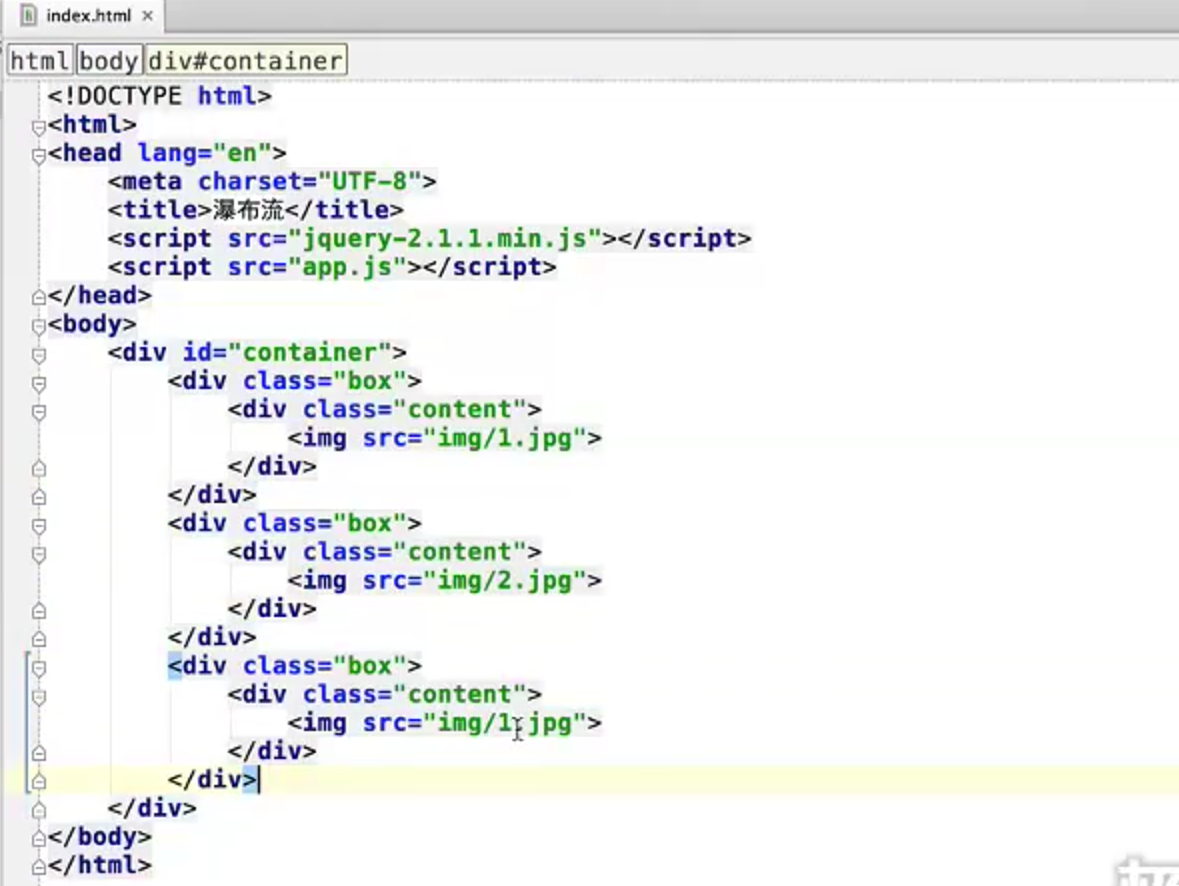 index.html ×
html body div#container
<!DOCTYPE html>
<html>
<head lang="en">
    <meta charset="UTF-8">
    <title>瀑布流</title>
    <script src="jquery-2.1.1.min.js"></script>
    <script src="app.js"></script>
</head>
<body>
    <div id="container">
        <div class="box">
            <div class="content">
                <img src="img/1.jpg">
            </div>
        </div>
        <div class="box">
            <div class="content">
                <img src="img/2.jpg">
            </div>
        </div>
        <div class="box">
            <div class="content">
                <img src="img/1.jpg">
            </div>
        </div>
    </div>
</body>
</html>